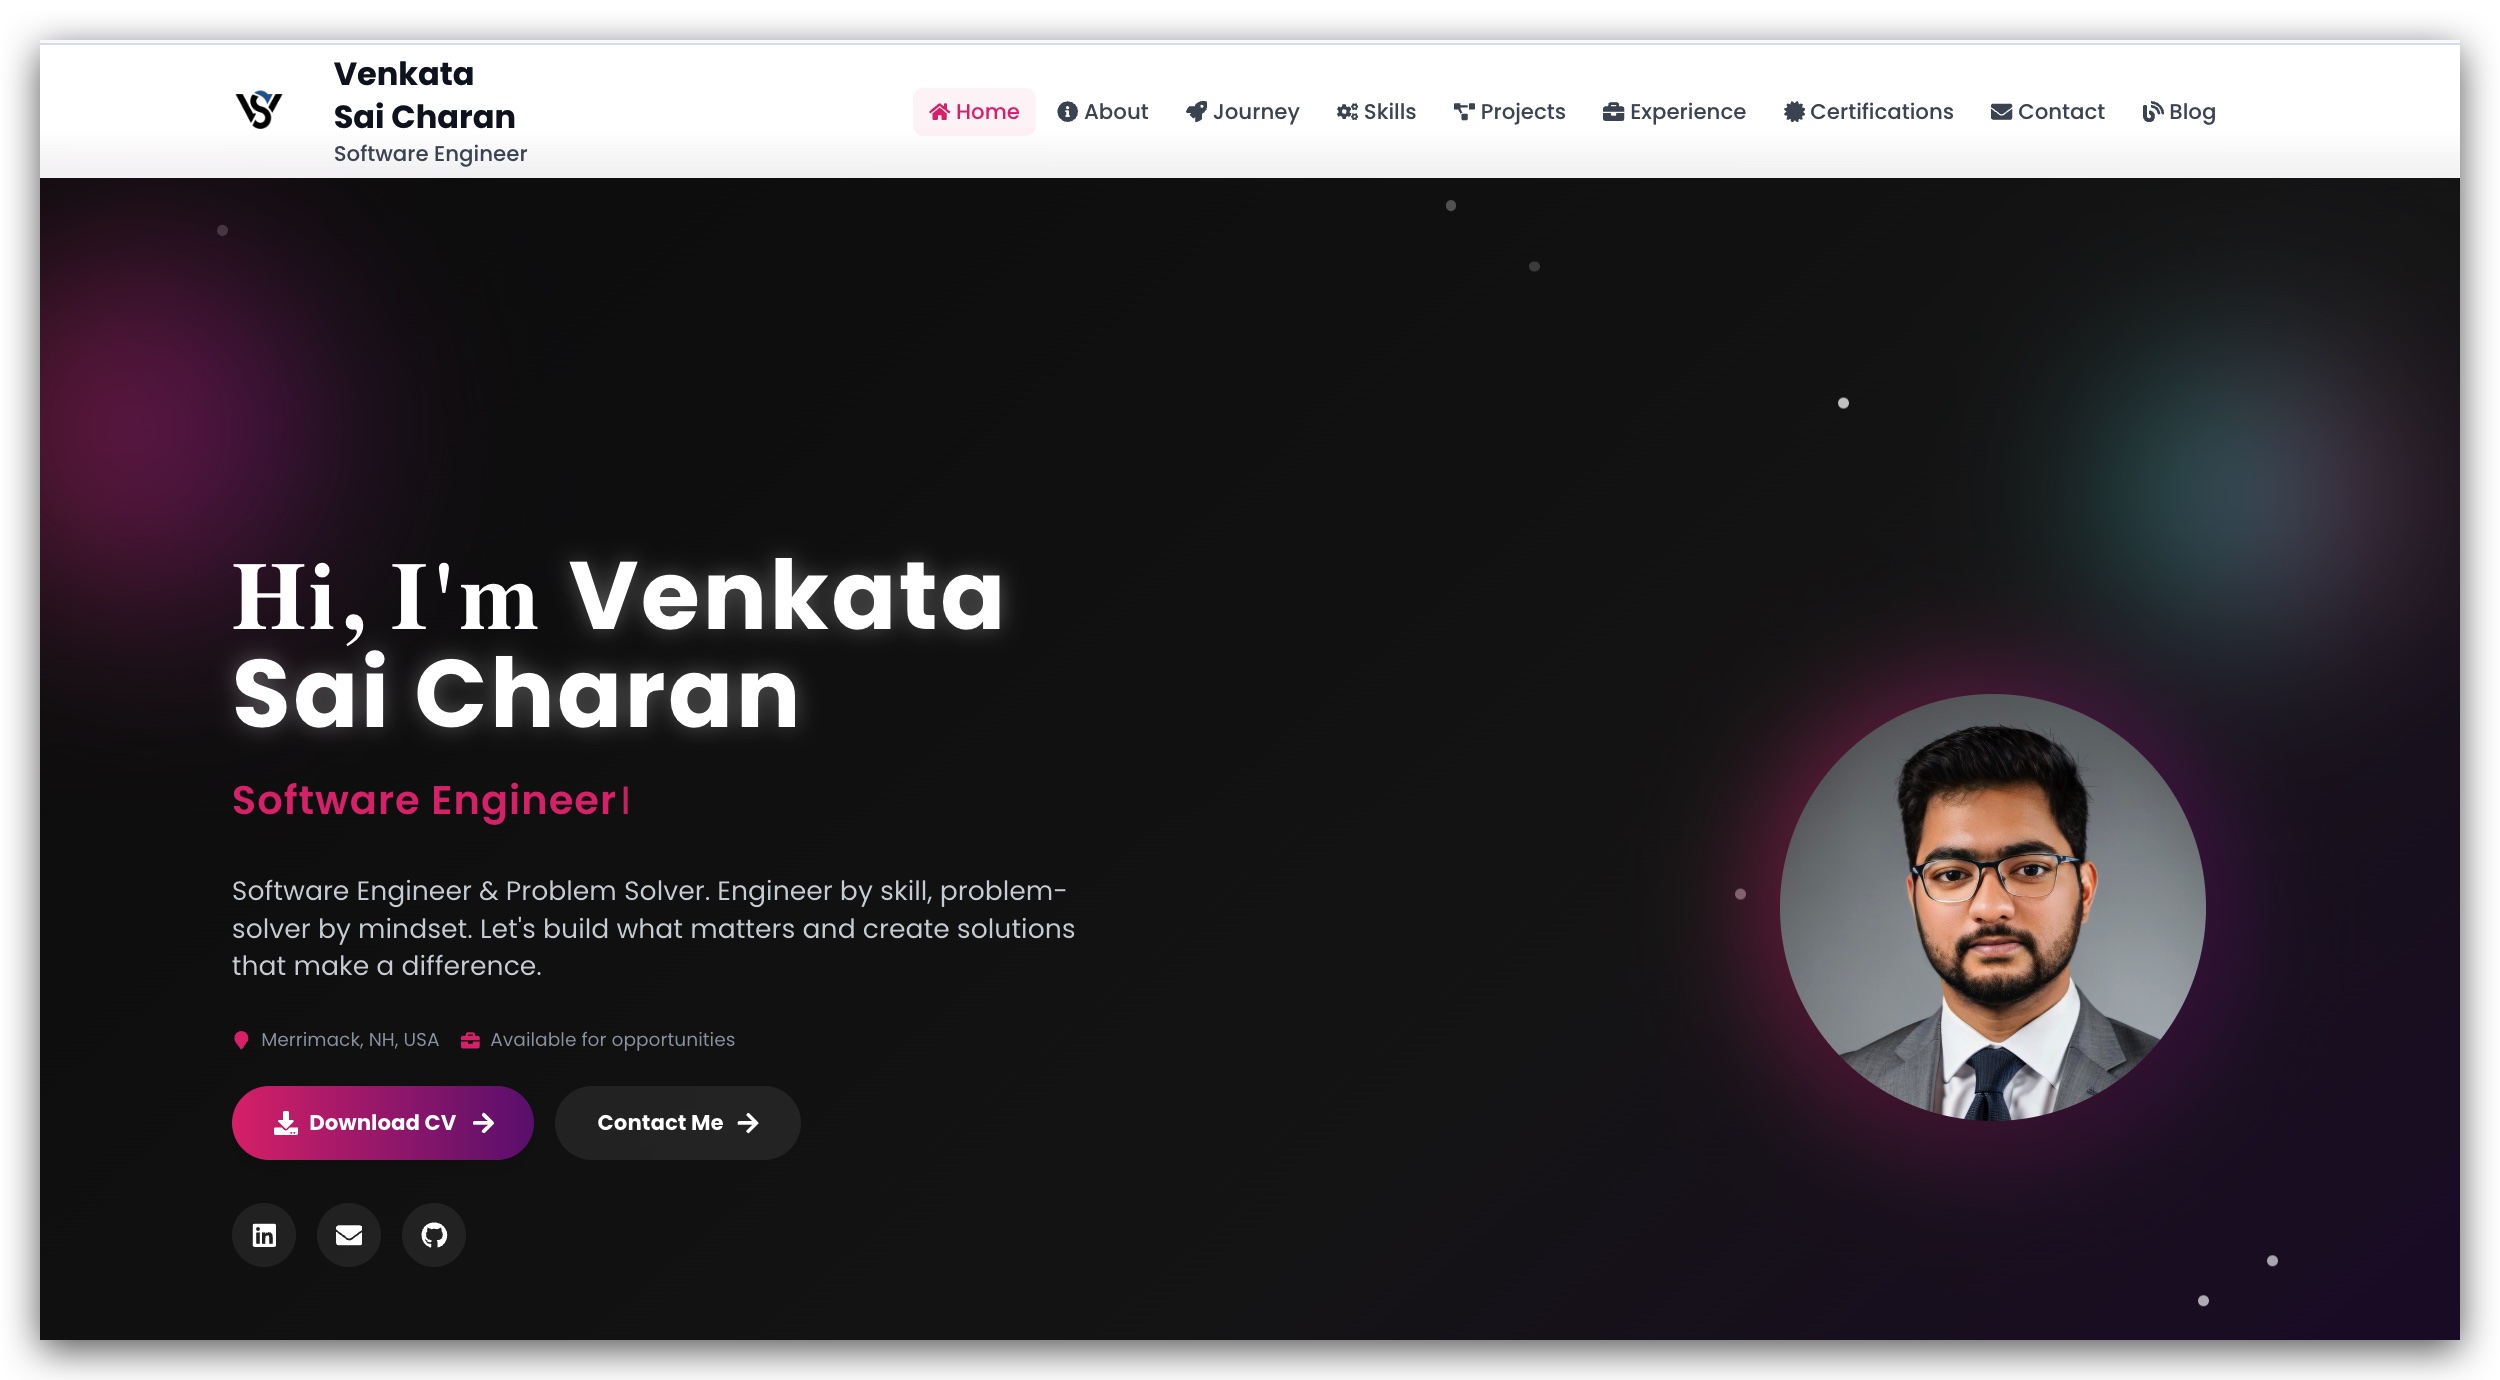 Venkata
Sai Charan
Software Engineer
Home About Journey Skills Projects Experience Certifications Contact Blog
Hi, I'm Venkata
Sai Charan
Software Engineer|
Software Engineer & Problem Solver. Engineer by skill, problem-
solver by mindset. Let's build what matters and create solutions
that make a difference.
Merrimack, NH, USA Available for opportunities
Download CV Contact Me